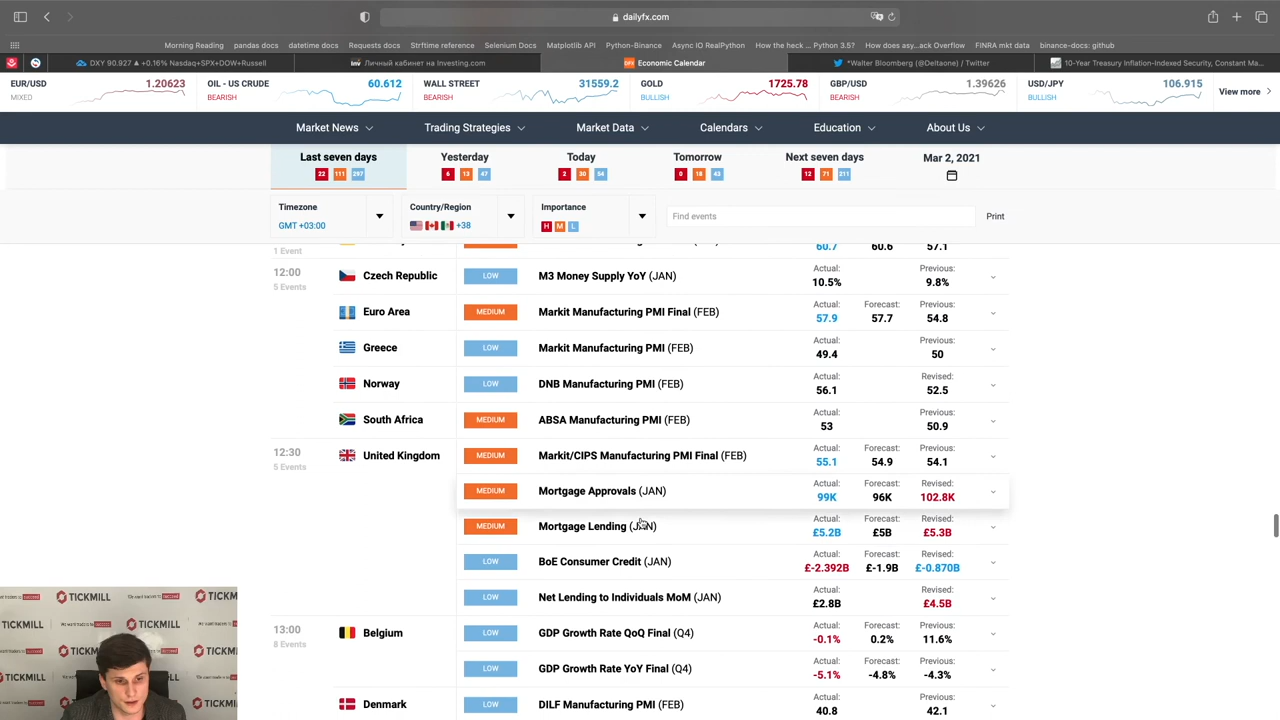 dailyfx.com
Morning Reading pandas docs datetime docs Requests docs Strftime reference Selenium Docs Matplotlib API Python-Binance Async IO RealPython How the heck ... Python 3.5? How does asy...ack Overflow FINRA mkt data binance-docs: github
DXY 90.927 ▲ +0.16% Nasdaq+SPX+DOW+Russell Личный кабинет на Investing.com Economic Calendar *Walter Bloomberg (@Deltaone) / Twitter 10-Year Treasury Inflation-Indexed Security, Constant Ma...
EUR/USD 1.20623 OIL - US CRUDE 60.612 WALL STREET 31559.2 GOLD 1725.78 GBP/USD 1.39626 USD/JPY 106.915
MIXED BEARISH BEARISH BULLISH BEARISH BULLISH View more
Market News Trading Strategies Market Data Calendars Education About Us
Last seven days Yesterday Today Tomorrow Next seven days Mar 2, 2021
22 111 297 6 13 47 2 30 54 0 18 43 12 71 211
Timezone Country/Region Importance Find events Print
GMT +03:00 +38 H M L
1 Event 60.7 60.6 57.1
12:00 Czech Republic LOW M3 Money Supply YoY (JAN) Actual: Previous:
5 Events 10.5% 9.8%
Euro Area MEDIUM Markit Manufacturing PMI Final (FEB) Actual: Forecast: Previous:
57.9 57.7 54.8
Greece LOW Markit Manufacturing PMI (FEB) Actual: Previous:
49.4 50
Norway LOW DNB Manufacturing PMI (FEB) Actual: Revised:
56.1 52.5
South Africa MEDIUM ABSA Manufacturing PMI (FEB) Actual: Previous:
53 50.9
12:30 United Kingdom MEDIUM Markit/CIPS Manufacturing PMI Final (FEB) Actual: Forecast: Previous:
5 Events 55.1 54.9 54.1
MEDIUM Mortgage Approvals (JAN) Actual: Forecast: Revised:
99K 96K 102.8K
MEDIUM Mortgage Lending (JAN) Actual: Forecast: Revised:
£5.2B £5B £5.3B
LOW BoE Consumer Credit (JAN) Actual: Forecast: Revised:
£-2.392B £-1.9B £-0.870B
LOW Net Lending to Individuals MoM (JAN) Actual: Revised:
£2.8B £4.5B
13:00 Belgium LOW GDP Growth Rate QoQ Final (Q4) Actual: Forecast: Previous:
8 Events -0.1% 0.2% 11.6%
LOW GDP Growth Rate YoY Final (Q4) Actual: Forecast: Previous:
-5.1% -4.8% -4.3%
Denmark LOW DILF Manufacturing PMI (FEB) Actual: Previous:
40.8 42.1
TICKMILL
TICKMILL
TICKMILL